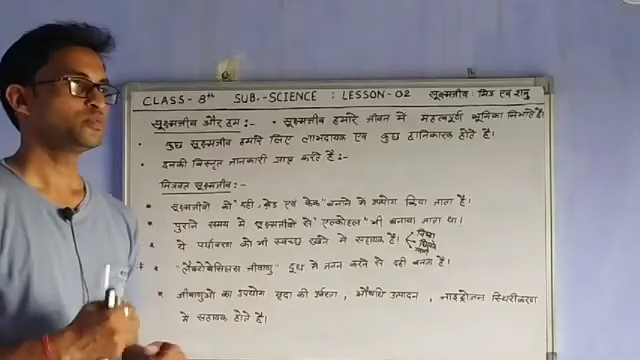 CLASS- 8th SUB.-SCIENCE : LESSON-02 सूक्ष्मजीव : मित्र एवं शत्रु
सूक्ष्मजीव और हम :- • सूक्ष्मजीव हमारे जीवन में महत्वपूर्ण भूमिका निभाते हैं।
• कुछ सूक्ष्मजीव हमारे लिए लाभदायक एवं कुछ हानिकारक होते हैं।
• इनकी विस्तृत जानकारी प्राप्त करते हैं :-
मित्रवत सूक्ष्मजीव :-
* सूक्ष्मजीवों को "दही, ब्रेड एवं केक" बनाने में उपयोग किया जाता है।
* पुराने समय में सूक्ष्मजीवों से "एल्कोहल" भी बनाया जाता था।
* ये पर्यावरण को भी स्वच्छ रखने में सहायक हैं।
* "लैक्टोबैसिलस जीवाणु" दूध में जनन करने से दही बनता है।
* जीवाणुओं का उपयोग मृदा की उर्वरता, औषधि उत्पादन, नाइट्रोजन स्थिरीकरण
में सहायक होते हैं।